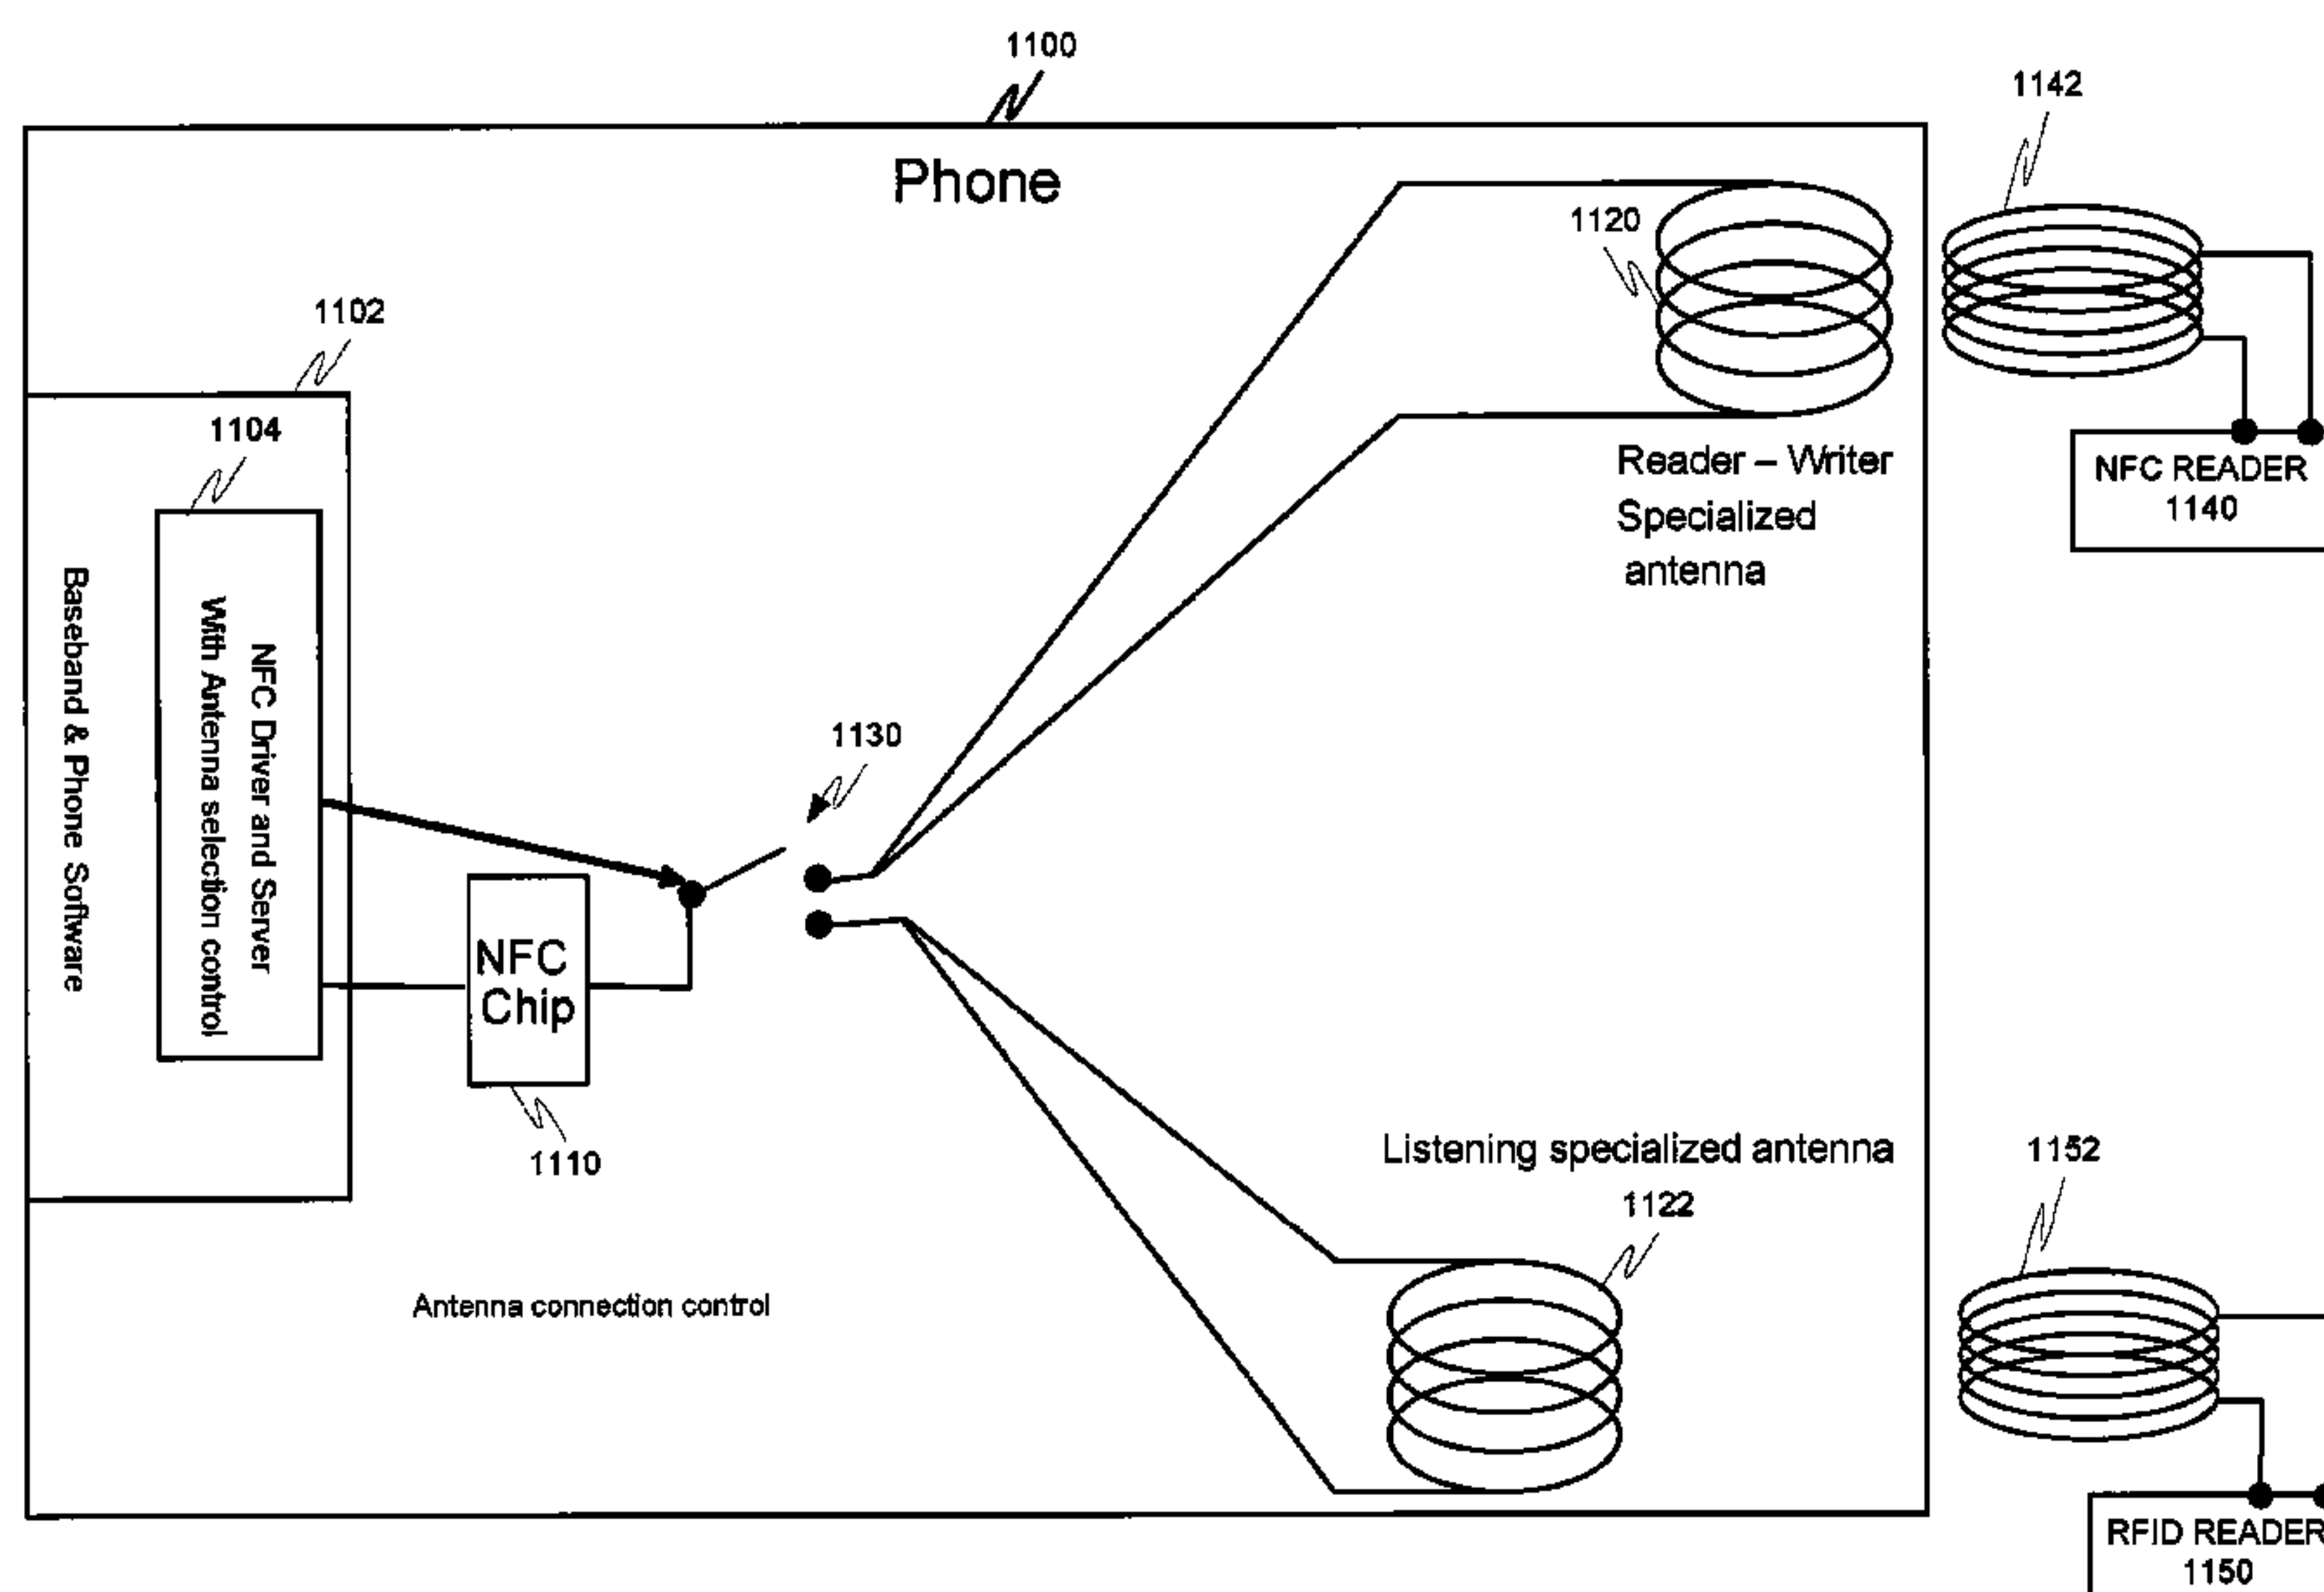 1100
1142
Phone
1120
1102
1104
Reader – Writer
Specialized
antenna
NFC READER
1140
Baseband & Phone Software
NFC Driver and Server
With Antenna selection control
1130
NFC
Chip
1110
Listening specialized antenna
1122
1152
Antenna connection control
RFID READER
1150